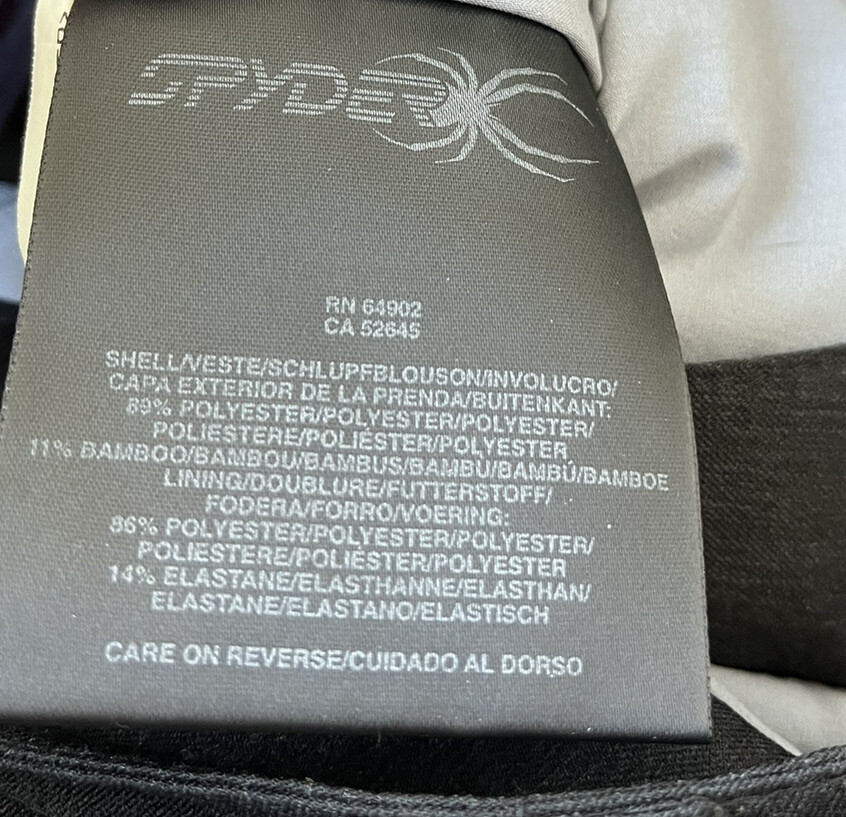 SPYDER
RN 64902
CA 52645
SHELL/VESTE/SCHLUPFBLOUSON/INVOLUCRO/
CAPA EXTERIOR DE LA PRENDA/BUITENKANT:
89% POLYESTER/POLYESTER/POLYESTER/
POLIESTERE/POLIÉSTER/POLYESTER
11% BAMBOO/BAMBOU/BAMBUS/BAMBÙ/BAMBÚ/BAMBOE
LINING/DOUBLURE/FUTTERSTOFF/
FODERA/FORRO/VOERING:
86% POLYESTER/POLYESTER/POLYESTER/
POLIESTERE/POLIÉSTER/POLYESTER
14% ELASTANE/ELASTHANNE/ELASTHAN/
ELASTANE/ELASTANO/ELASTISCH
CARE ON REVERSE/CUIDADO AL DORSO